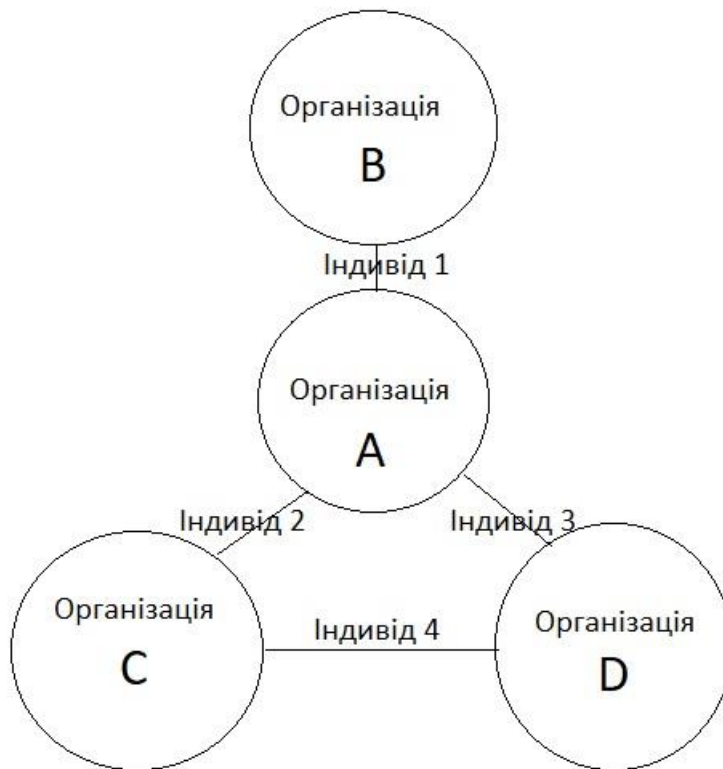 Організація
B
Індивід 1
Організація
A
Індивід 2
Індивід 3
Організація
C
Індивід 4
Організація
D